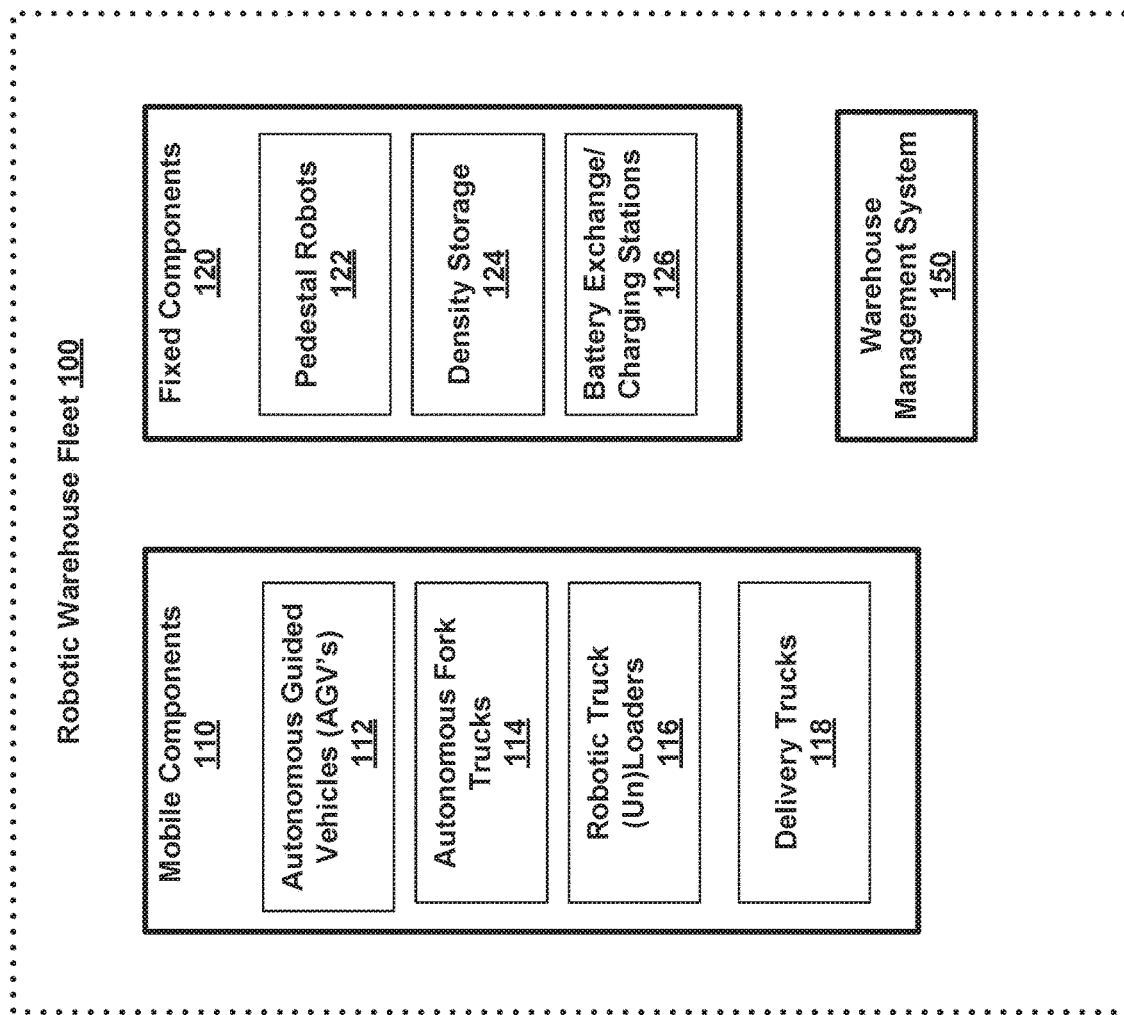 Robotic Warehouse Fleet 100
Mobile Components
110
Autonomous Guided
Vehicles (AGV's)
112
Autonomous Fork
Trucks
114
Robotic Truck
(Un)Loaders
116
Delivery Trucks
118
Fixed Components
120
Pedestal Robots
122
Density Storage
124
Battery Exchange/
Charging Stations
126
Warehouse
Management System
150